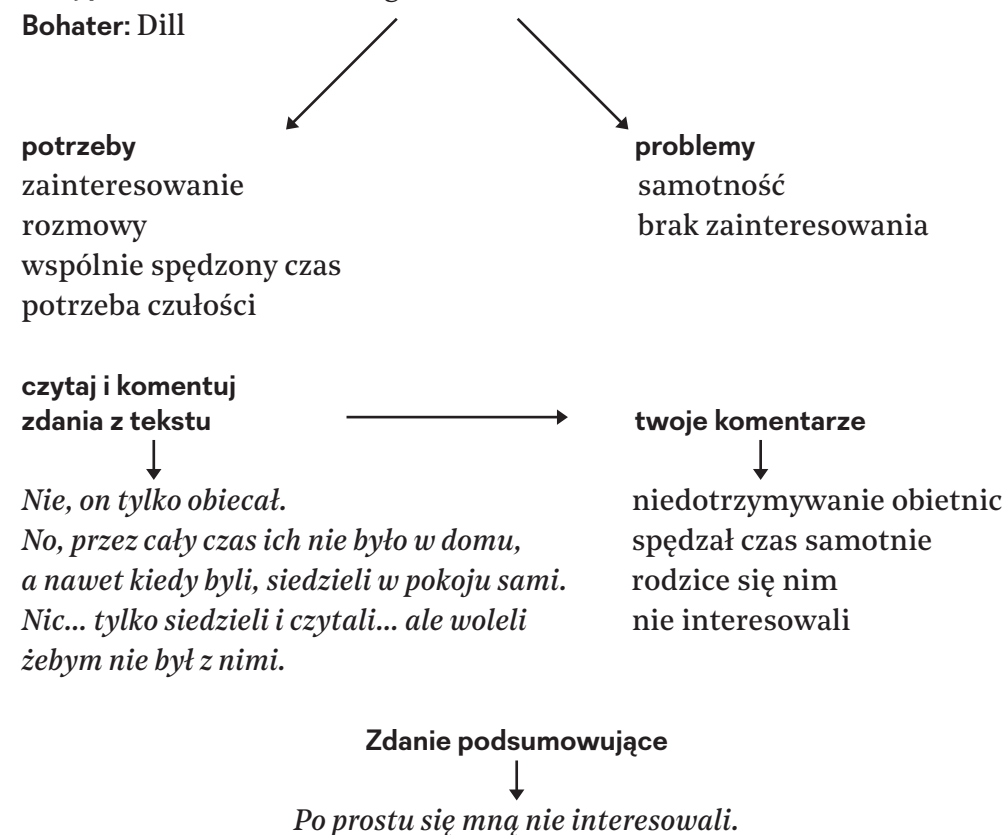 Bohater: Dill
potrzeby
zainteresowanie
rozmowy
wspólnie spędzony czas
potrzeba czułości
problemy
samotność
brak zainteresowania
czytaj i komentuj
zdania z tekstu
Nie, on tylko obiecał.
No, przez cały czas ich nie było w domu,
a nawet kiedy byli, siedzieli w pokoju sami.
Nic... tylko siedzieli i czytali... ale woleli
żebym nie był z nimi.
twoje komentarze
niedotrzymywanie obietnic
spędzał czas samotnie
rodzice się nim
nie interesowali
Zdanie podsumowujące
Po prostu się mną nie interesowali.